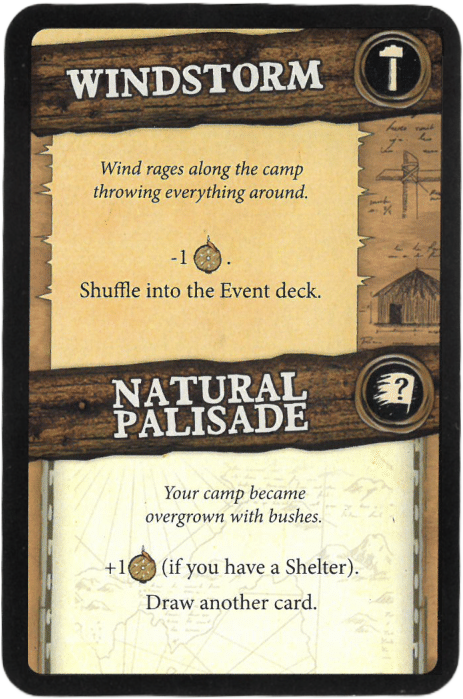 WINDSTORM
Wind rages along the camp
throwing everything around.
-1 .
Shuffle into the Event deck.
NATURAL
PALISADE
?
Your camp became
overgrown with bushes.
+1 (if you have a Shelter).
Draw another card.